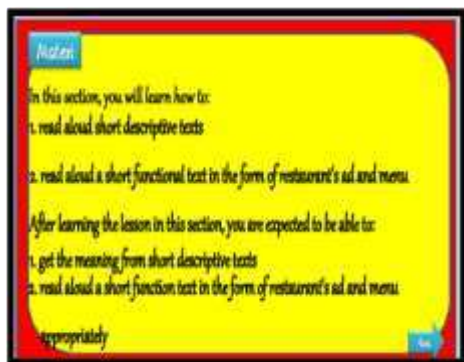 Materi
In this section, you will learn how to:
1. read aloud short descriptive texts
2. read aloud a short functional text in the form of restaurant's ad and menu
After learning the lesson in this section, you are expected to be able to:
1. get the meaning from short descriptive texts
2. read aloud a short function text in the form of restaurant's ad and menu
appropriately